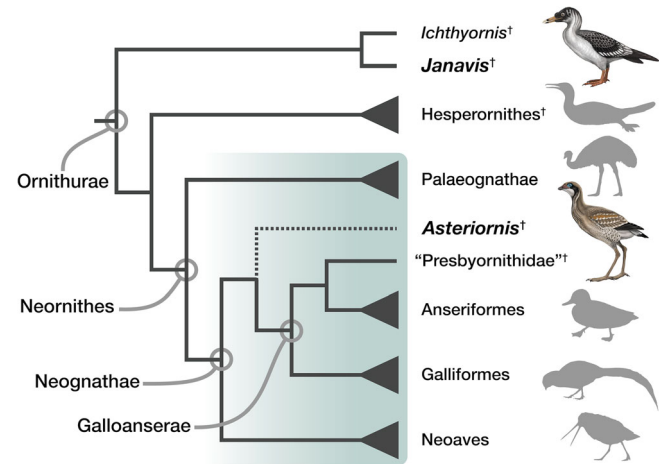 Ichthyornis†
Janavis†
Hesperornithes†
Ornithurae
Palaeognathae
Asteriornis†
“Presbyornithidae”†
Neornithes
Anseriformes
Neognathae
Galliformes
Galloanserae
Neoaves